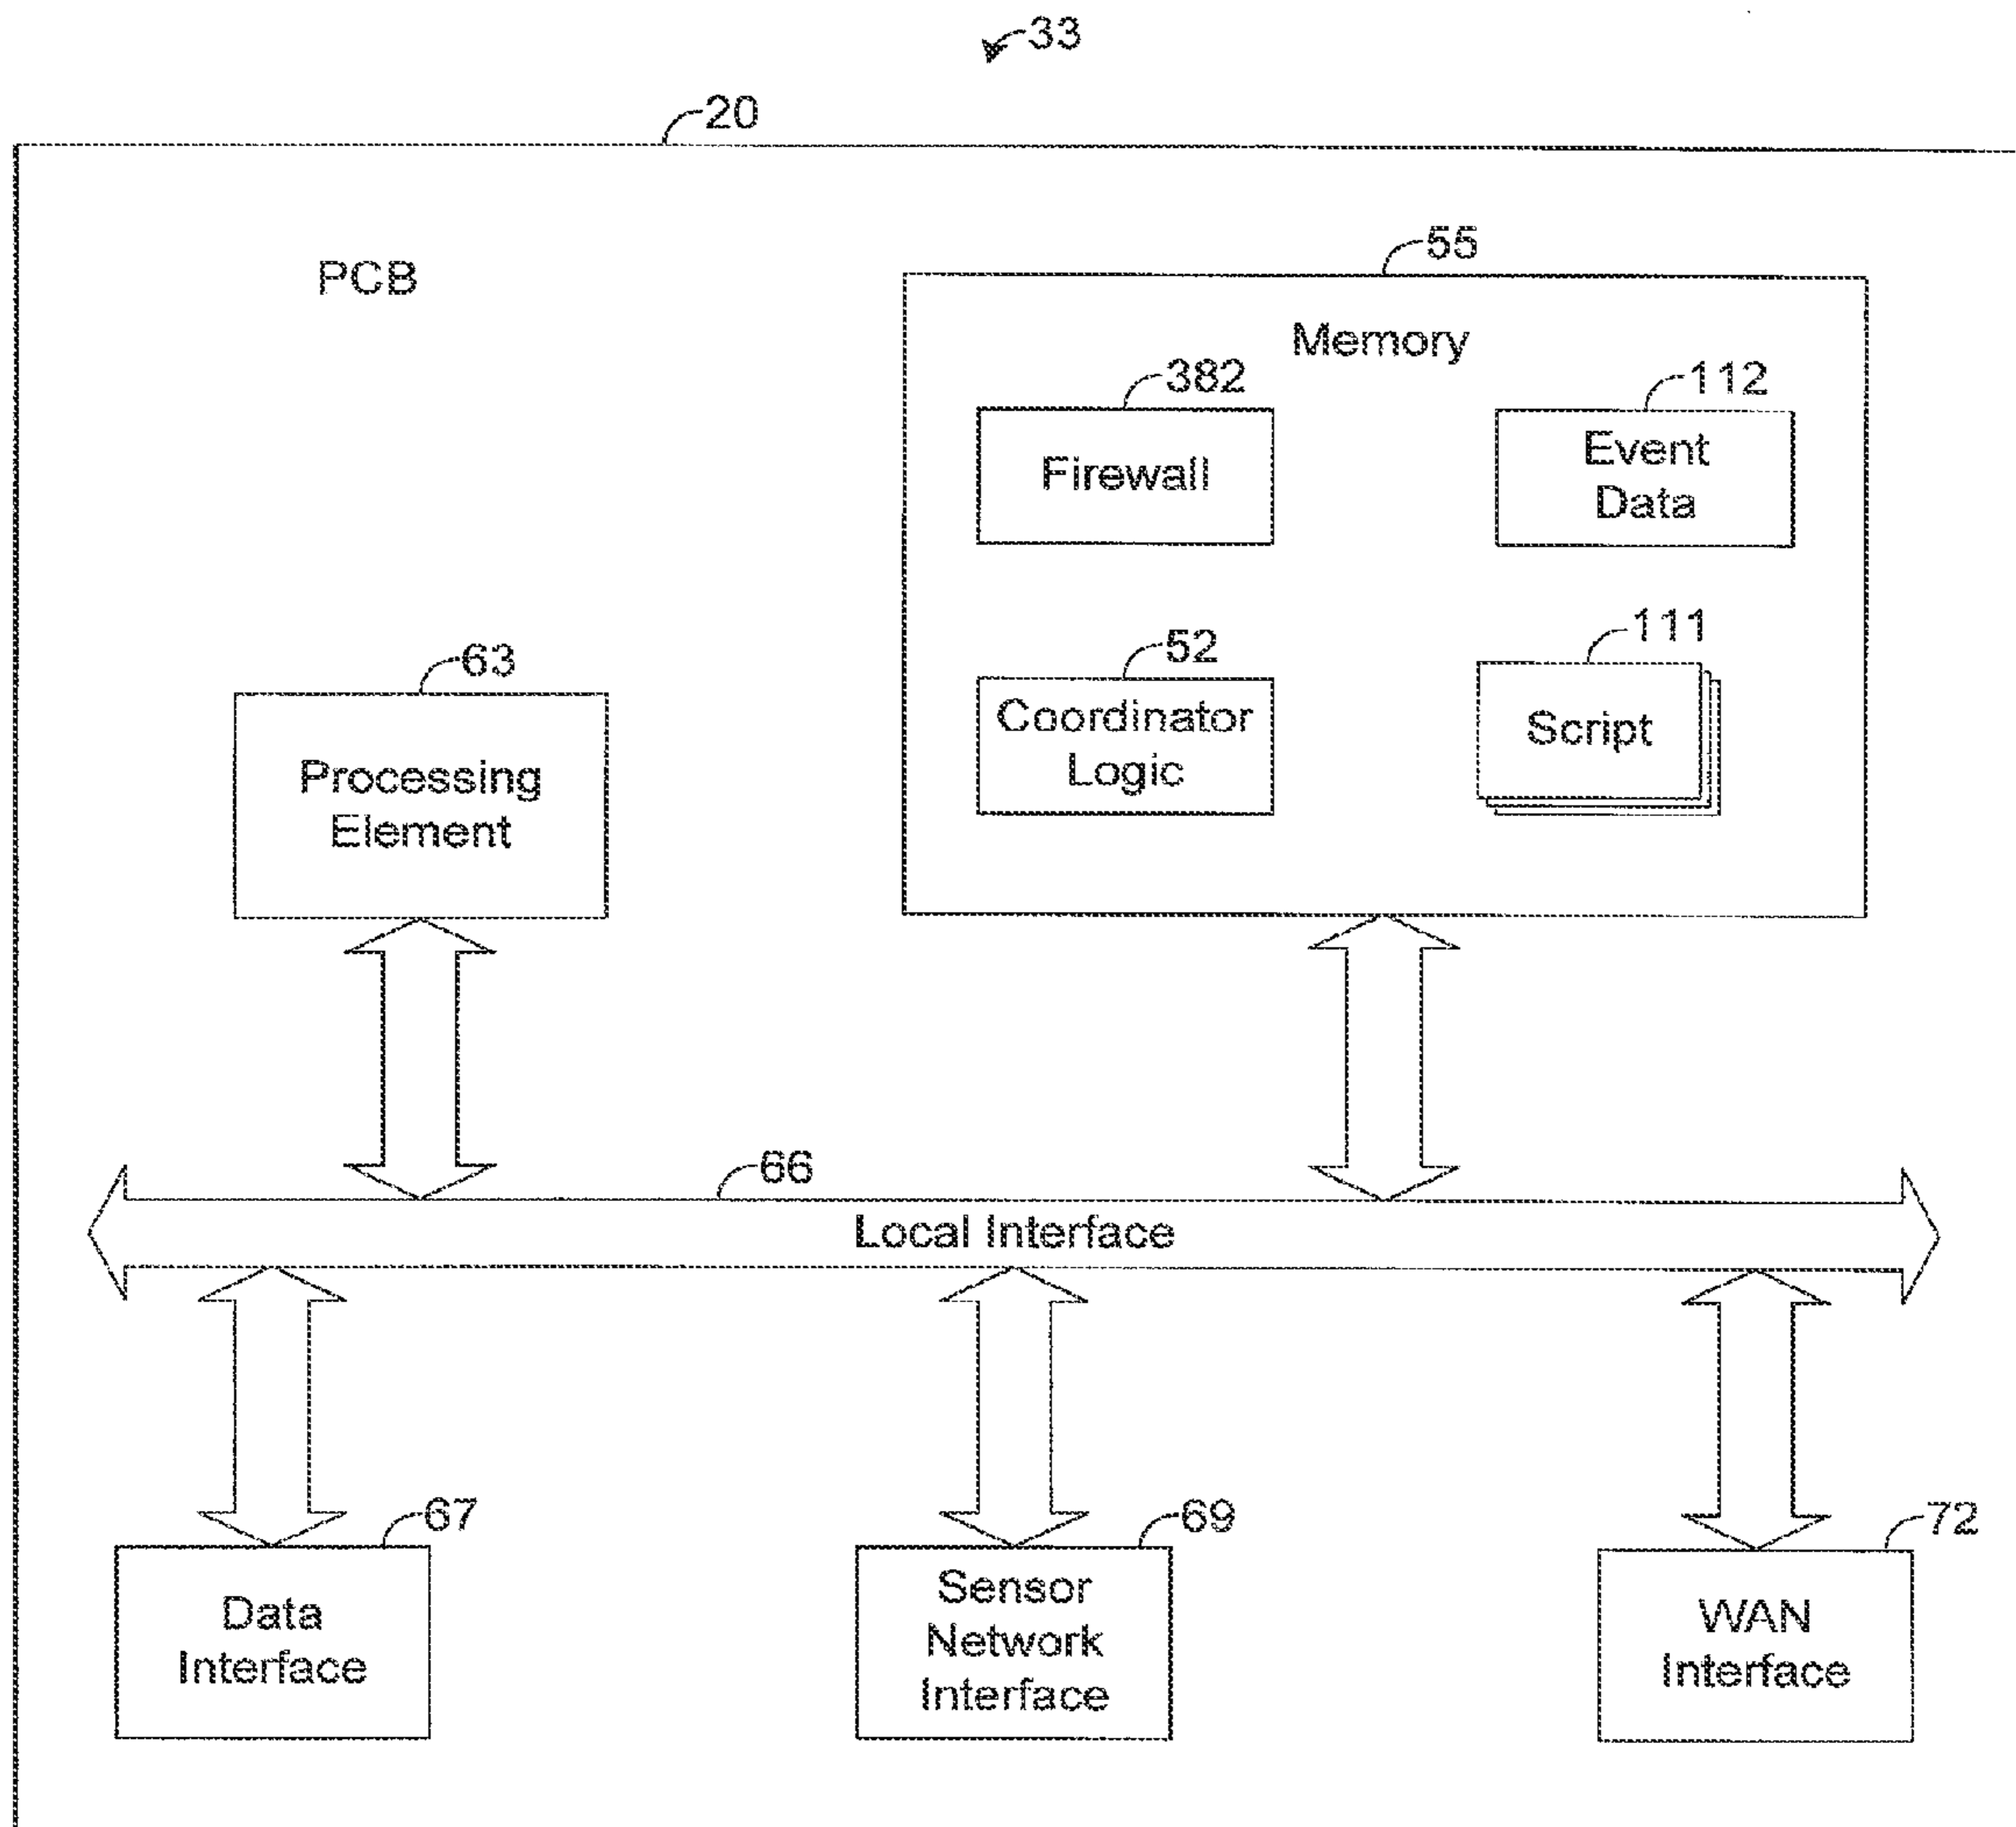 33
20
PCB
55
Memory
382
Firewall
112
Event
Data
52
Coordinator
Logic
111
Script
63
Processing
Element
66
Local Interface
67
Data
Interface
69
Sensor
Network
Interface
72
WAN
Interface